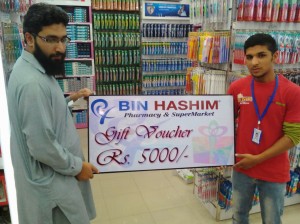 BIN HASHIM
Pharmacy & SuperMarket
Gift Voucher
Rs. 5000/-